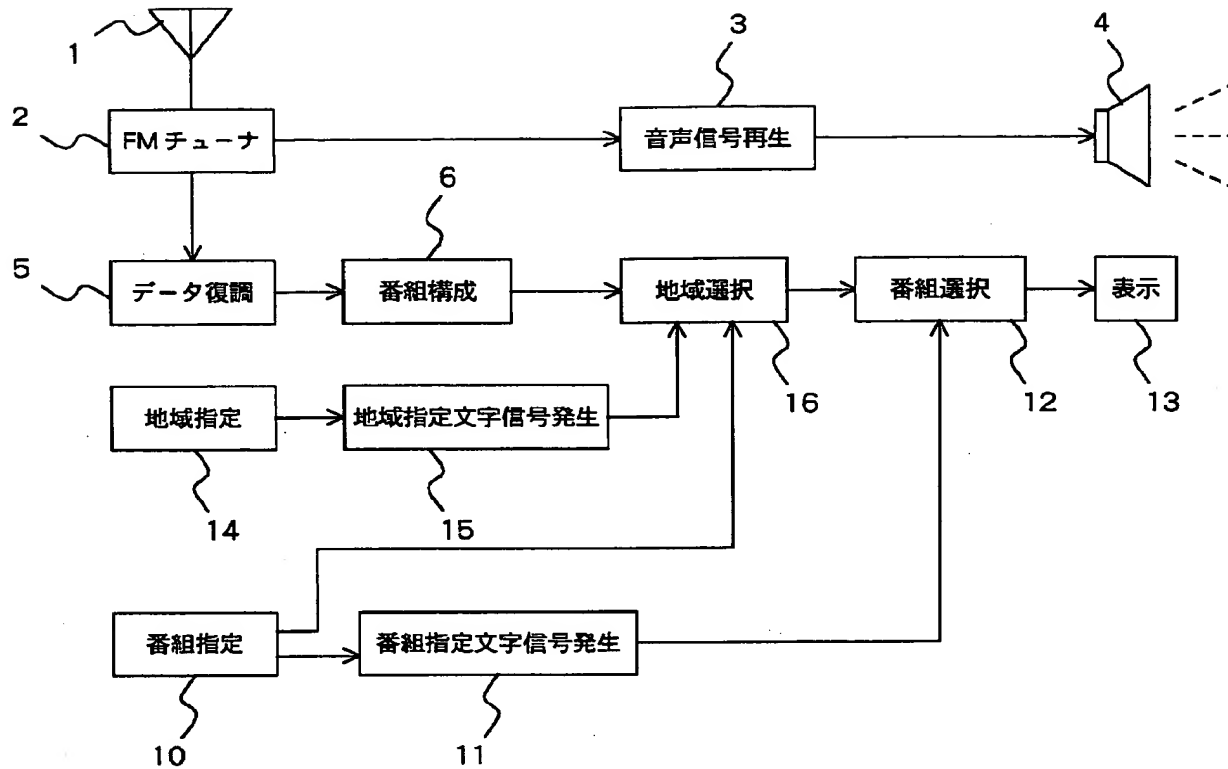 1
3
4
2
FMチューナ
音声信号再生
6
5
データ復調
番組構成
地域選択
番組選択
表示
16
12
13
地域指定
地域指定文字信号発生
14
15
番組指定
番組指定文字信号発生
10
11